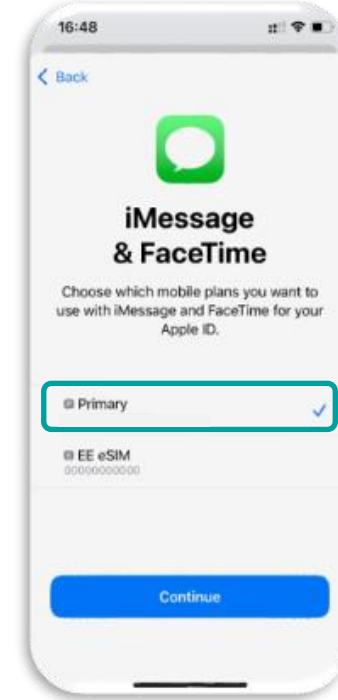 16:48
Back
iMessage
& FaceTime
Choose which mobile plans you want to
use with iMessage and FaceTime for your
Apple ID.
Primary
EE eSIM
00000000000
Continue